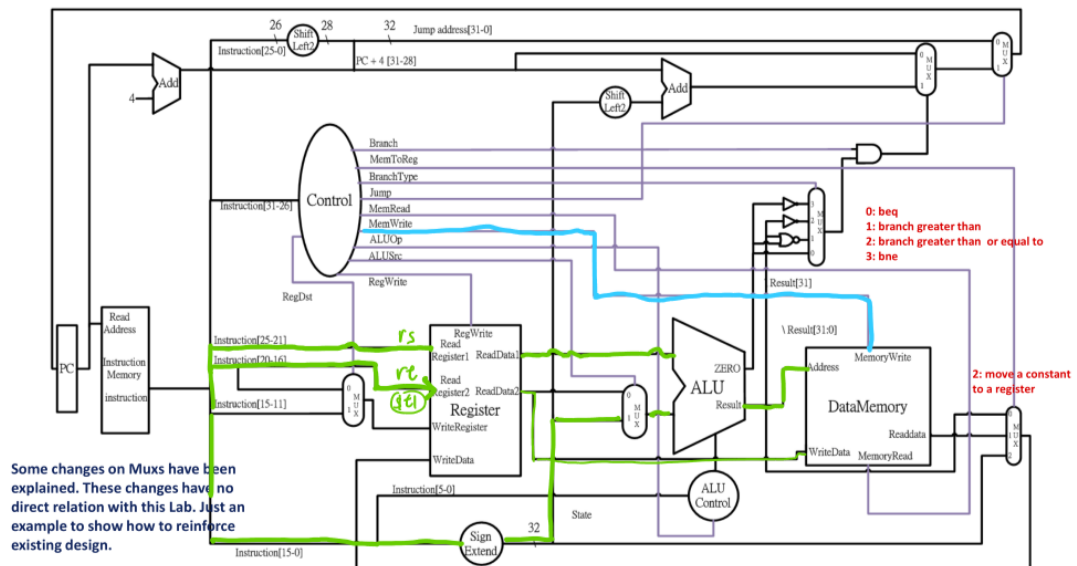 26
28
32
Jump address[31-0]
Shift
Left2
Instruction[25-0]
PC + 4 [31-28]
0
M
U
X
1
0
M
U
X
1
Add
4
Add
Shift
Left2
Branch
MemToReg
BranchType
Jump
MemRead
MemWrite
ALUOp
ALUSrc
RegWrite
Control
Instruction[31-26]
RegDst
3
2
1
0
M
U
X
0: beq
1: branch greater than
2: branch greater than or equal to
3: bne
Result[31]
\ Result[31:0]
PC
Read
Address
Instruction
Memory
instruction
Instruction[25-21]
rs
Instruction[20-16]
rt
Instruction[15-11]
0
M
U
X
1
RegWrite
Read
Register1
ReadData1
Read
Register2
ReadData2
Register
WriteRegister
WriteData
0
M
U
X
1
ZERO
ALU
Result
MemoryWrite
Address
DataMemory
Readdata
WriteData
MemoryRead
2: move a constant
to a register
0
M
1
U
X
2
Some changes on Muxs have been
explained. These changes have no
direct relation with this Lab. Just an
example to show how to reinforce
existing design.
Instruction[5-0]
ALU
Control
State
Sign
Extend
32
Instruction[15-0]